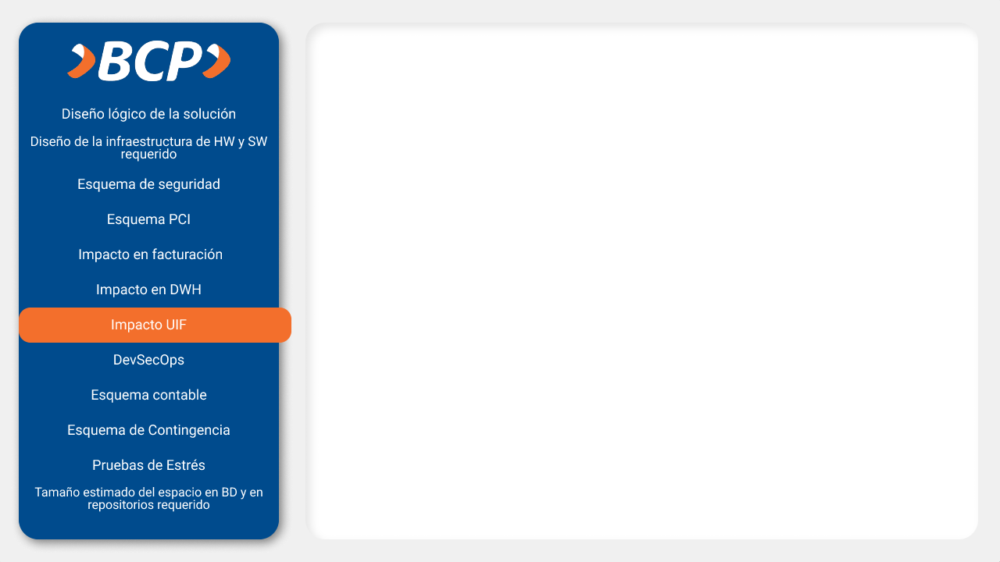 BCP
Diseño lógico de la solución
Diseño de la infraestructura de HW y SW
requerido
Esquema de seguridad
Esquema PCI
Impacto en facturación
Impacto en DWH
Impacto UIF
DevSecOps
Esquema contable
Esquema de Contingencia
Pruebas de Estrés
Tamaño estimado del espacio en BD y en
repositorios requerido